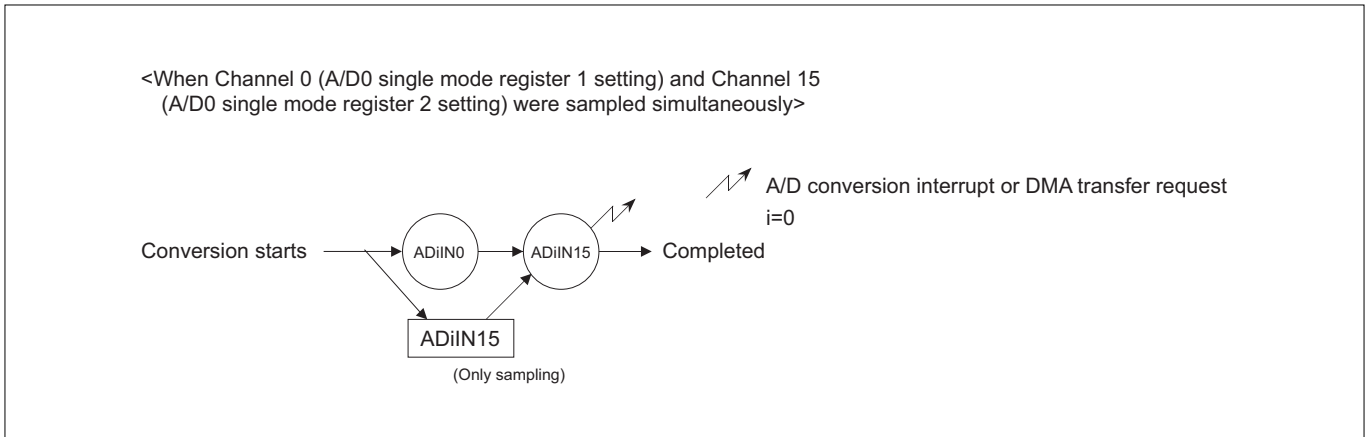 <When Channel 0 (A/D0 single mode register 1 setting) and Channel 15
(A/D0 single mode register 2 setting) were sampled simultaneously>
A/D conversion interrupt or DMA transfer request
i=0
Conversion starts
ADiIN0
ADiIN15
Completed
ADiIN15
(Only sampling)